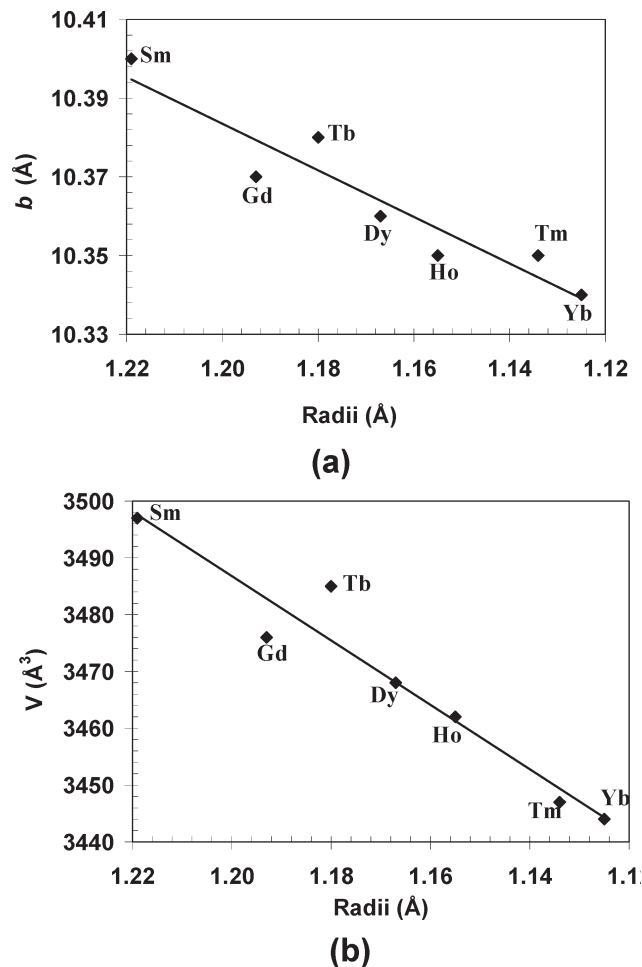 10.41
Sm
10.39
Tb
b (Å)
10.37
Gd
Dy
Tm
10.35
Ho
Yb
10.33
1.22 1.20 1.18 1.16 1.14 1.12
Radii (Å)
(a)
3500
Sm
3490
Tb
3480
Gd
V (Å³)
3470
Dy
3460
Ho
3450
Tm
Yb
3440
1.22 1.20 1.18 1.16 1.14 1.1
Radii (Å)
(b)